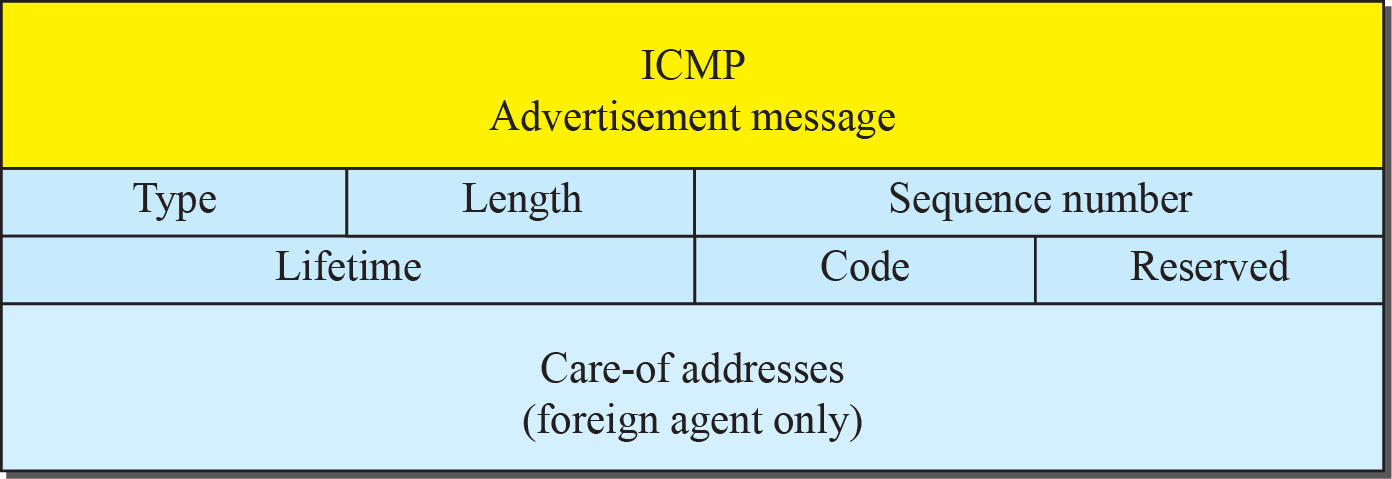 ICMP
Advertisement message
Type Length Sequence number
Lifetime Code Reserved
Care-of addresses
(foreign agent only)